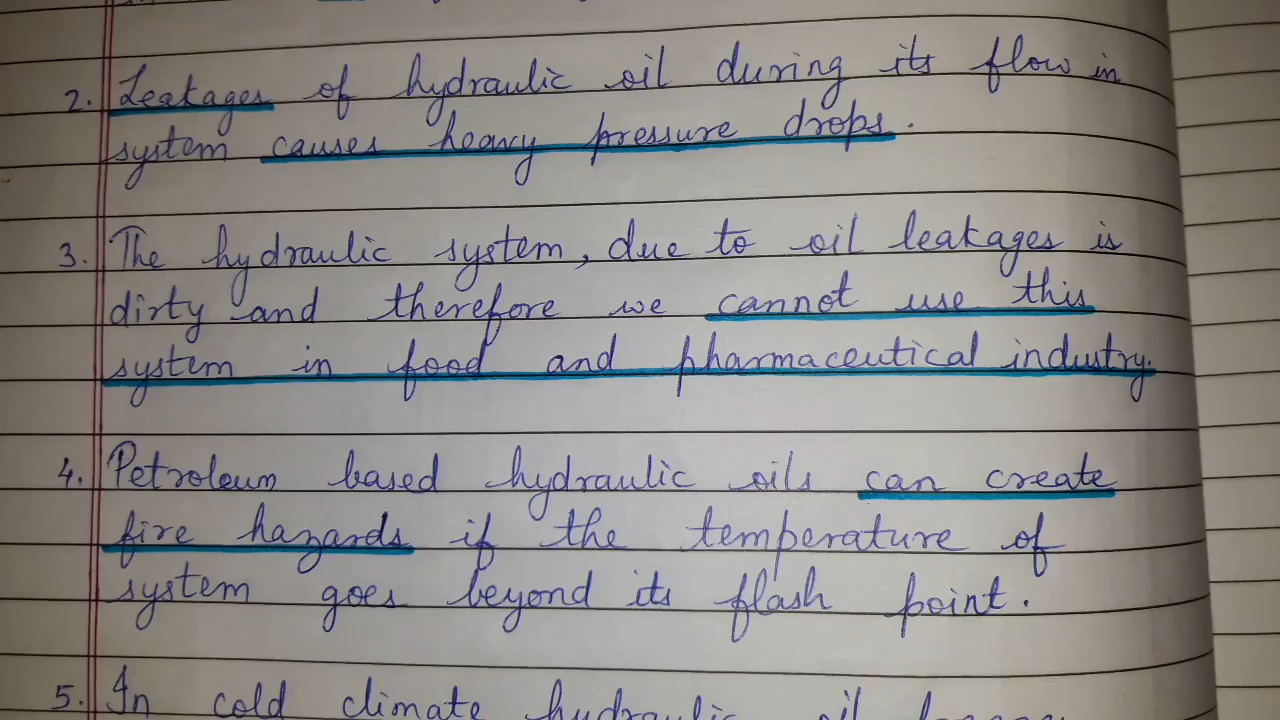 2. Leakages of hydraulic oil during its flow in
system causes heavy pressure drops.
3. The hydraulic system, due to oil leakages is
dirty and therefore we cannot use this
system in food and pharmaceutical industry.
4. Petroleum based hydraulic oils can create
fire hazards if the temperature of
system goes beyond its flash point.
5. In cold climate hydraulic oil